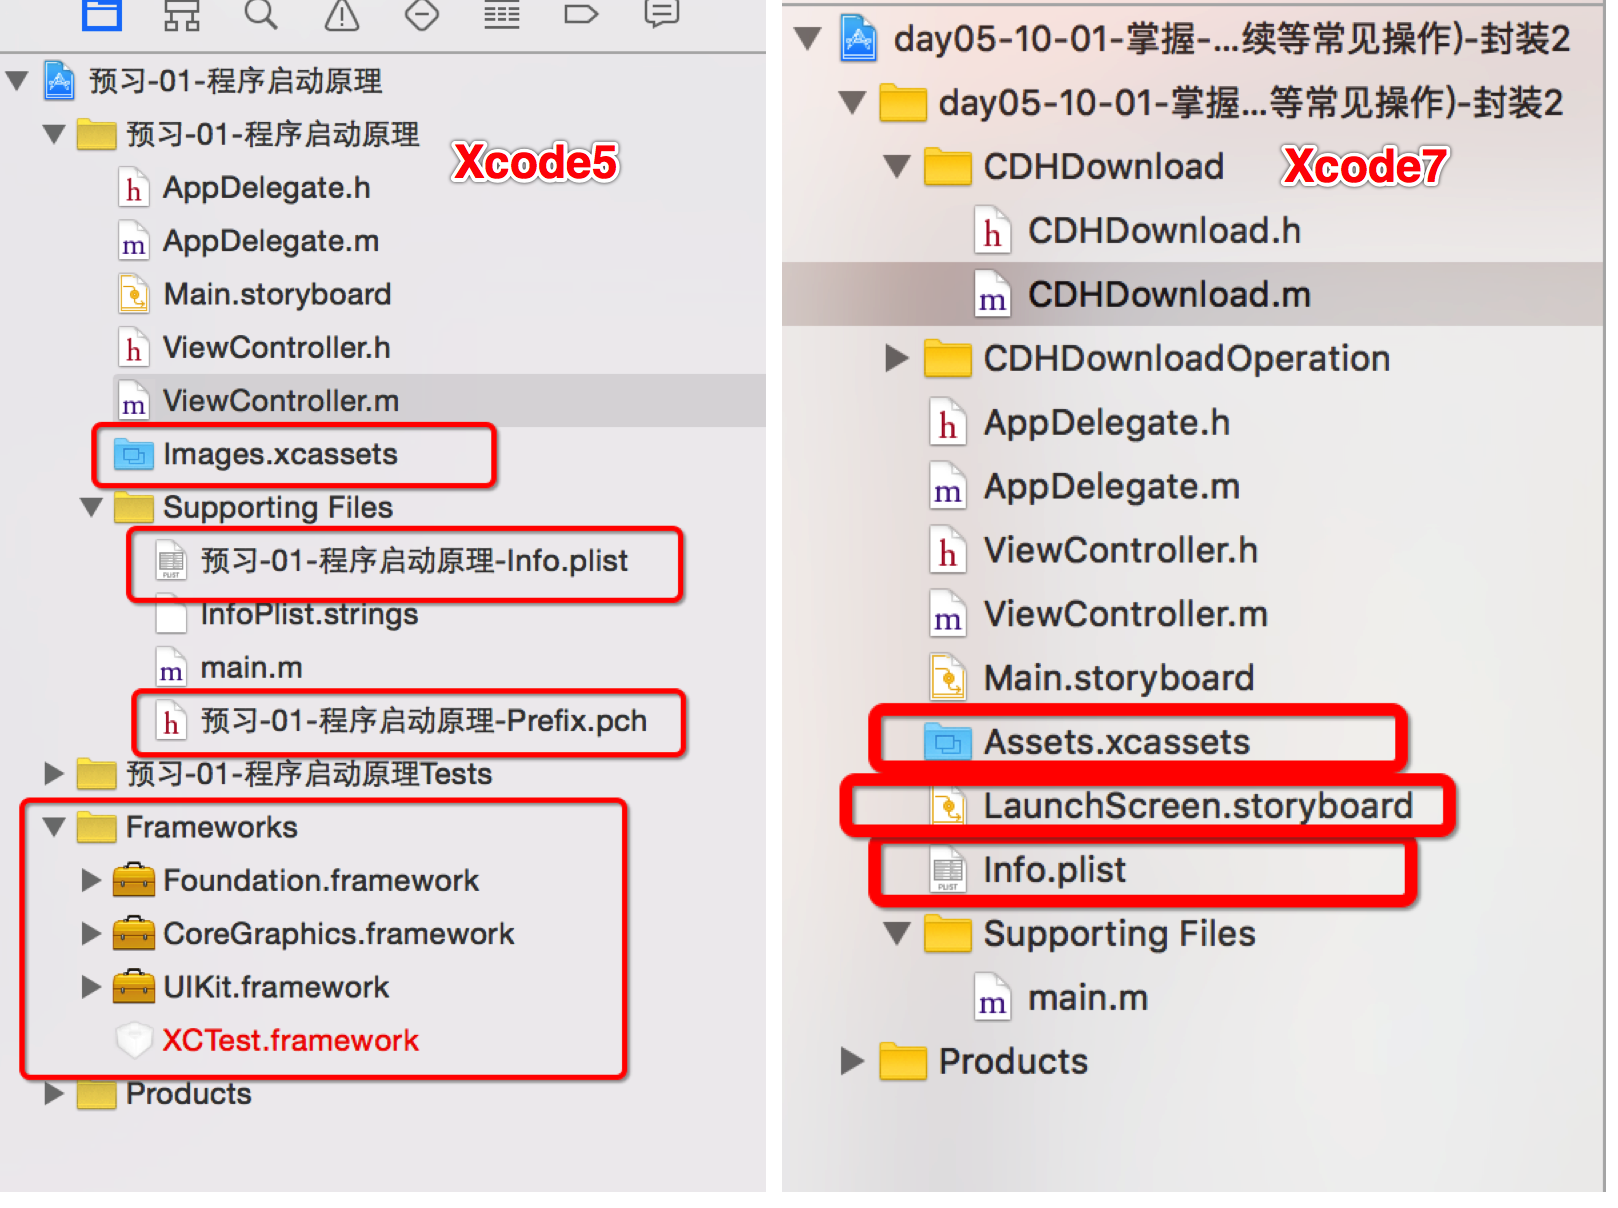 预习-01-程序启动原理
预习-01-程序启动原理
Xcode5
h AppDelegate.h
m AppDelegate.m
Main.storyboard
h ViewController.h
m ViewController.m
Images.xcassets
Supporting Files
PLIST 预习-01-程序启动原理-Info.plist
InfoPlist.strings
m main.m
h 预习-01-程序启动原理-Prefix.pch
预习-01-程序启动原理Tests
Frameworks
Foundation.framework
CoreGraphics.framework
UIKit.framework
XCTest.framework
Products
day05-10-01-掌握-...续等常见操作)-封装2
day05-10-01-掌握...等常见操作)-封装2
CDHDownload
Xcode7
h CDHDownload.h
m CDHDownload.m
CDHDownloadOperation
h AppDelegate.h
m AppDelegate.m
h ViewController.h
m ViewController.m
Main.storyboard
Assets.xcassets
LaunchScreen.storyboard
PLIST Info.plist
Supporting Files
m main.m
Products